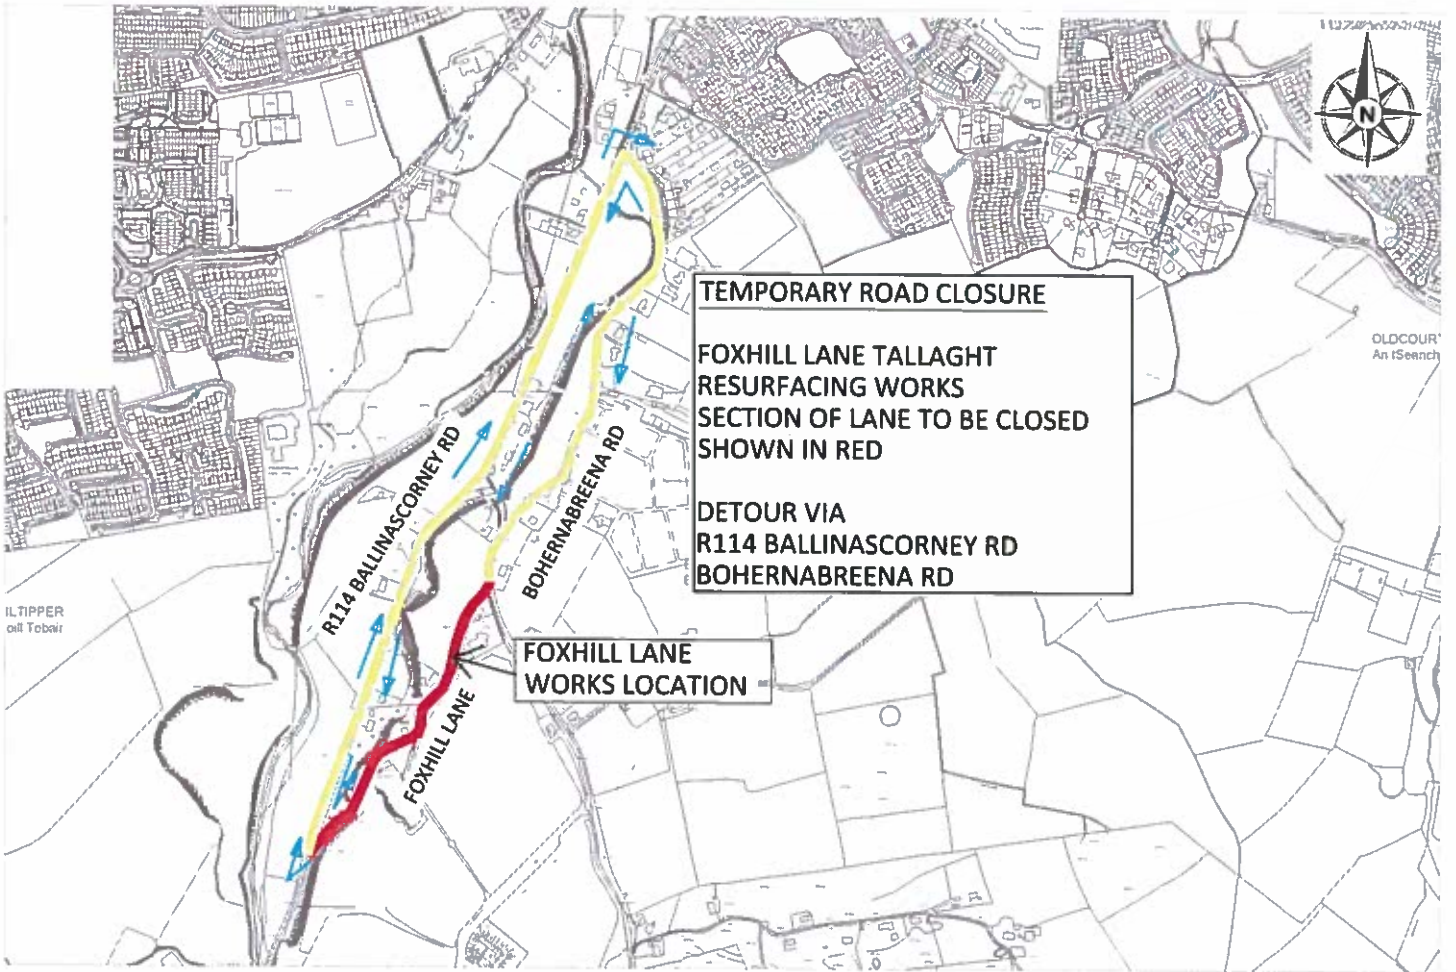 N
TEMPORARY ROAD CLOSURE
FOXHILL LANE TALLAGHT
RESURFACING WORKS
SECTION OF LANE TO BE CLOSED
SHOWN IN RED
DETOUR VIA
R114 BALLINASCORNEY RD
BOHERNABREENA RD
OLDCOUR
An tSeanch
R114 BALLINASCORNEY RD
BOHERNABREENA RD
ILTIPPER
oill Tobair
FOXHILL LANE
WORKS LOCATION
FOXHILL LANE